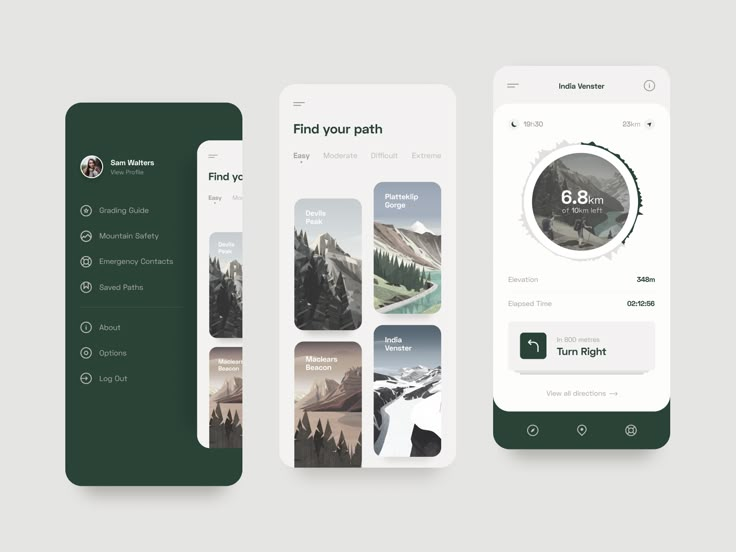 Sam Walters
View Profile
Grading Guide
Mountain Safety
Emergency Contacts
Saved Paths
About
Options
Log Out
Find yo
Easy
Mo
Devils
Peak
Maclears
Beacon
Find your path
Easy Moderate Difficult Extreme
Devils
Peak
Platteklip
Gorge
Maclears
Beacon
India
Venster
India Venster
19h30
23km
6.8km
of 10km left
Elevation 348m
Elapsed Time 02:12:56
In 800 metres
Turn Right
View all directions →